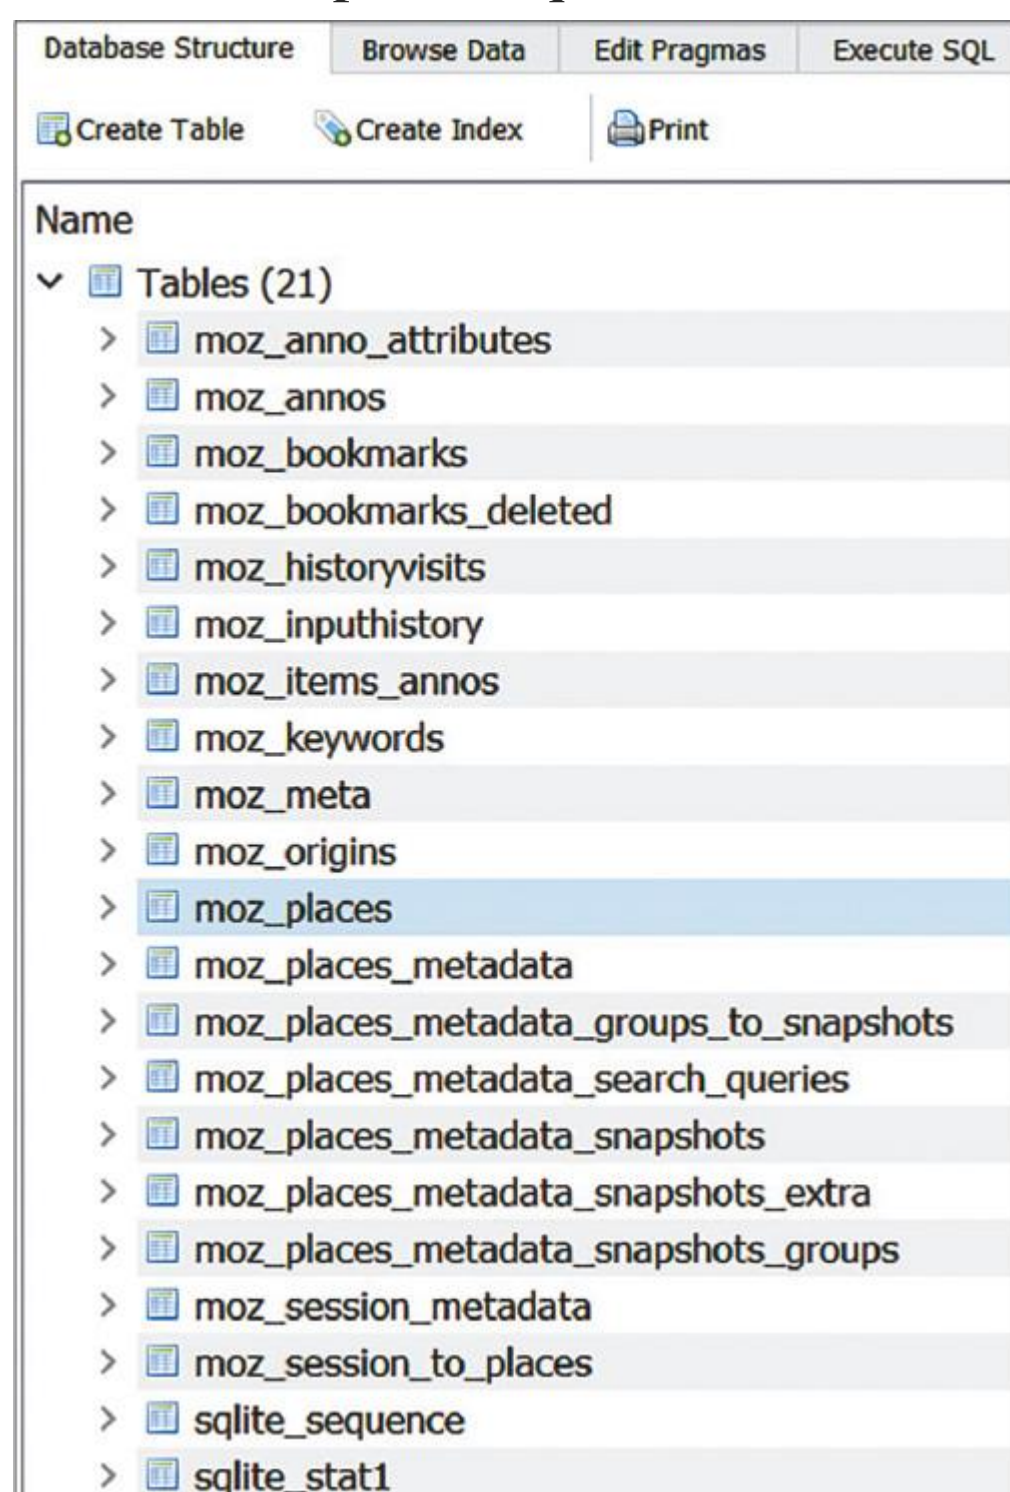 Database Structure Browse Data Edit Pragmas Execute SQL
Create Table Create Index Print
Name
Tables (21)
moz_anno_attributes
moz_annos
moz_bookmarks
moz_bookmarks_deleted
moz_historyvisits
moz_inputhistory
moz_items_annos
moz_keywords
moz_meta
moz_origins
moz_places
moz_places_metadata
moz_places_metadata_groups_to_snapshots
moz_places_metadata_search_queries
moz_places_metadata_snapshots
moz_places_metadata_snapshots_extra
moz_places_metadata_snapshots_groups
moz_session_metadata
moz_session_to_places
sqlite_sequence
sqlite_stat1